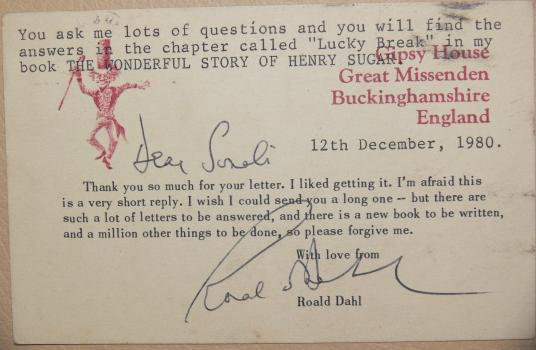 You ask me lots of questions and you will find the
answers in the chapter called "Lucky Break" in my
book THE WONDERFUL STORY OF HENRY SUGAR.
Gipsy House
Great Missenden
Buckinghamshire
England
12th December, 1980.
Dear
Thank you so much for your letter. I liked getting it. I'm afraid this
is a very short reply. I wish I could send you a long one -- but there are
such a lot of letters to be answered, and there is a new book to be written,
and a million other things to be done, so please forgive me.
With love from
Roald Dahl
Roald Dahl